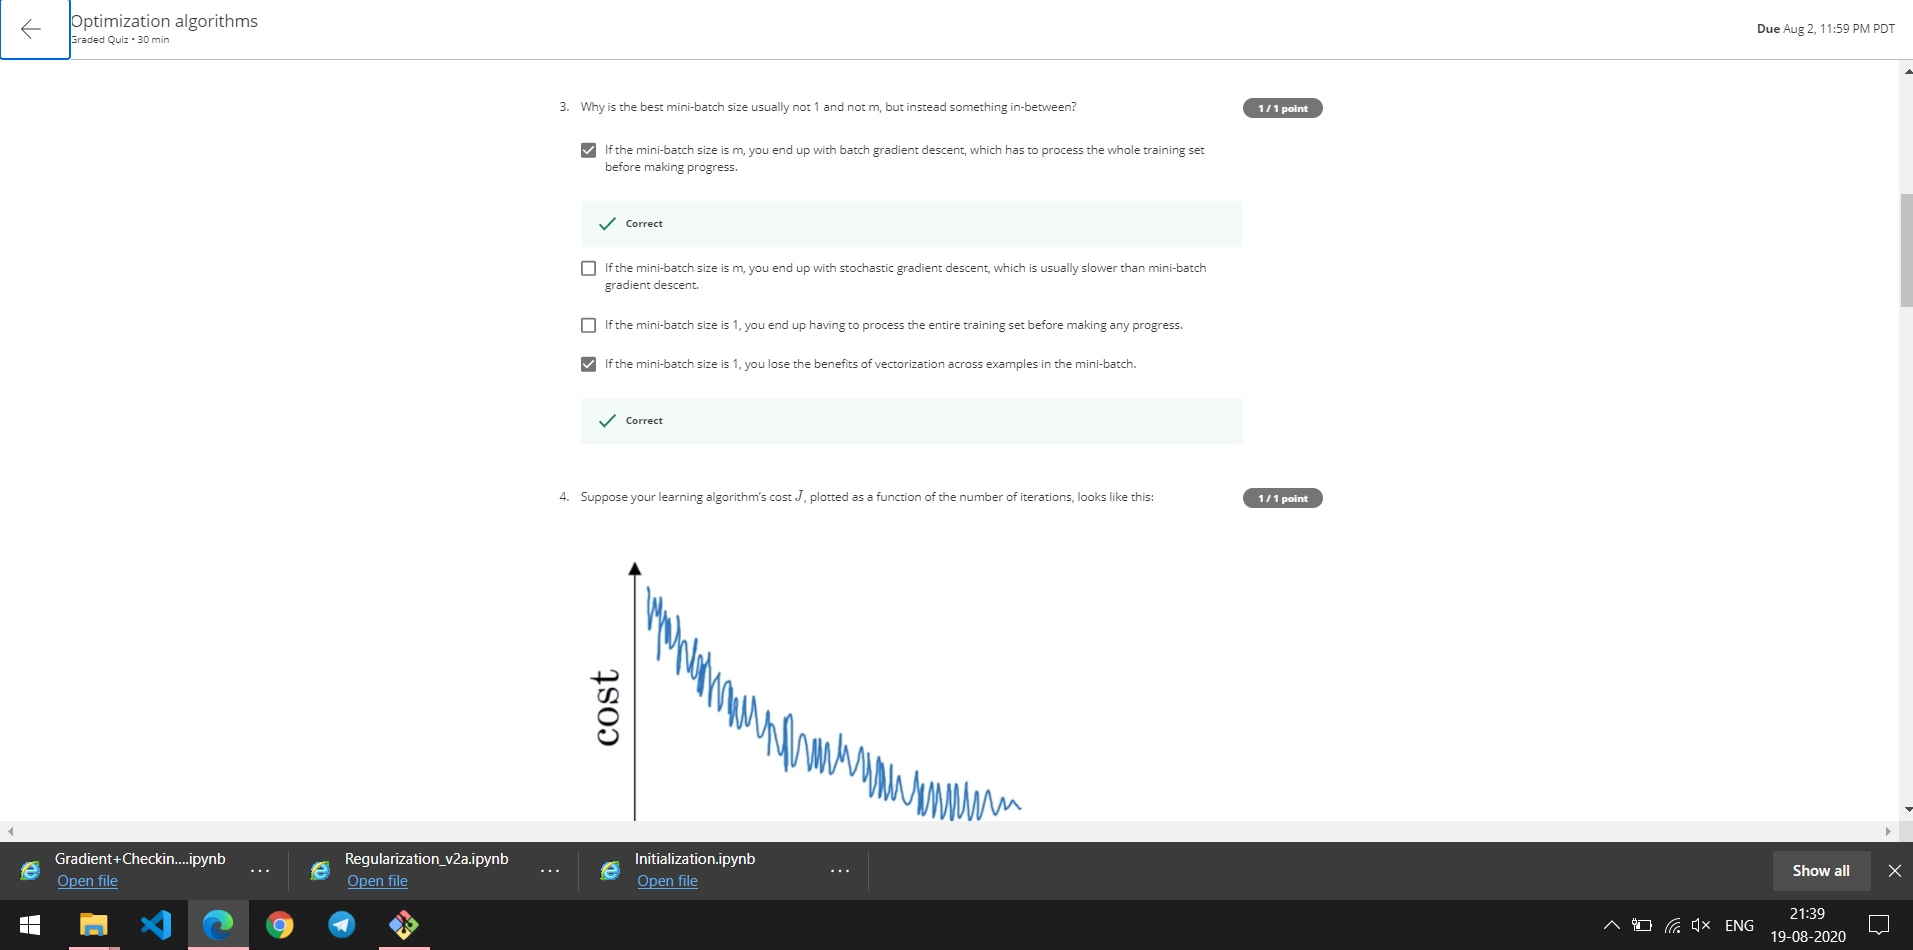 Optimization algorithms
Graded Quiz • 30 min
Due Aug 2, 11:59 PM PDT
3. Why is the best mini-batch size usually not 1 and not m, but instead something in-between?
1 / 1 point
If the mini-batch size is m, you end up with batch gradient descent, which has to process the whole training set
before making progress.
Correct
If the mini-batch size is m, you end up with stochastic gradient descent, which is usually slower than mini-batch
gradient descent.
If the mini-batch size is 1, you end up having to process the entire training set before making any progress.
If the mini-batch size is 1, you lose the benefits of vectorization across examples in the mini-batch.
Correct
4. Suppose your learning algorithm's cost J, plotted as a function of the number of iterations, looks like this:
1 / 1 point
cost
Gradient+Checkin....ipynb
Open file
Regularization_v2a.ipynb
Open file
Initialization.ipynb
Open file
Show all
ENG
21:39
19-08-2020